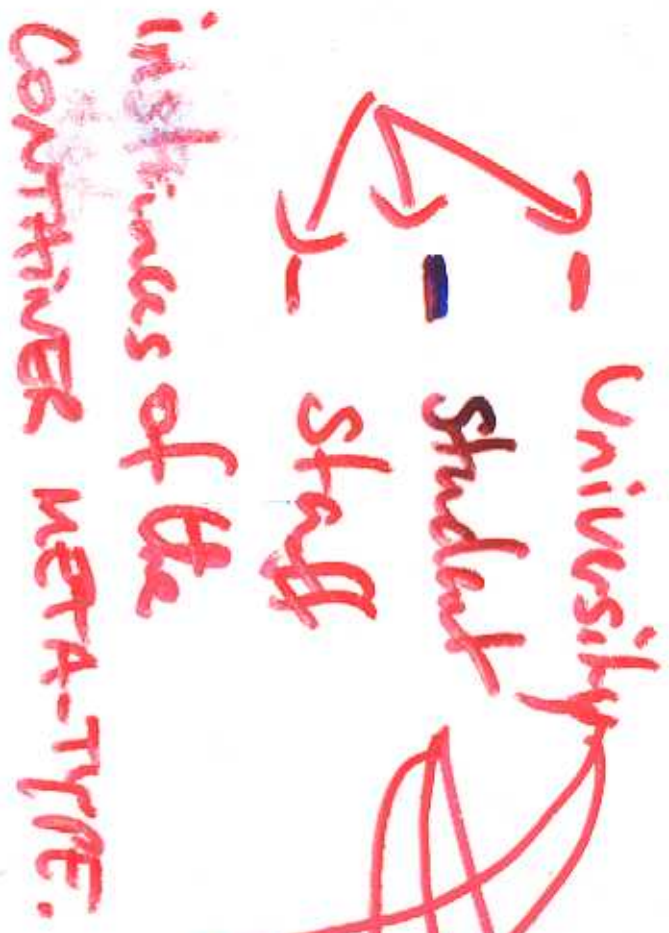 - University
- Student
- Staff
instances of the
CONTAINER META-TYPE.